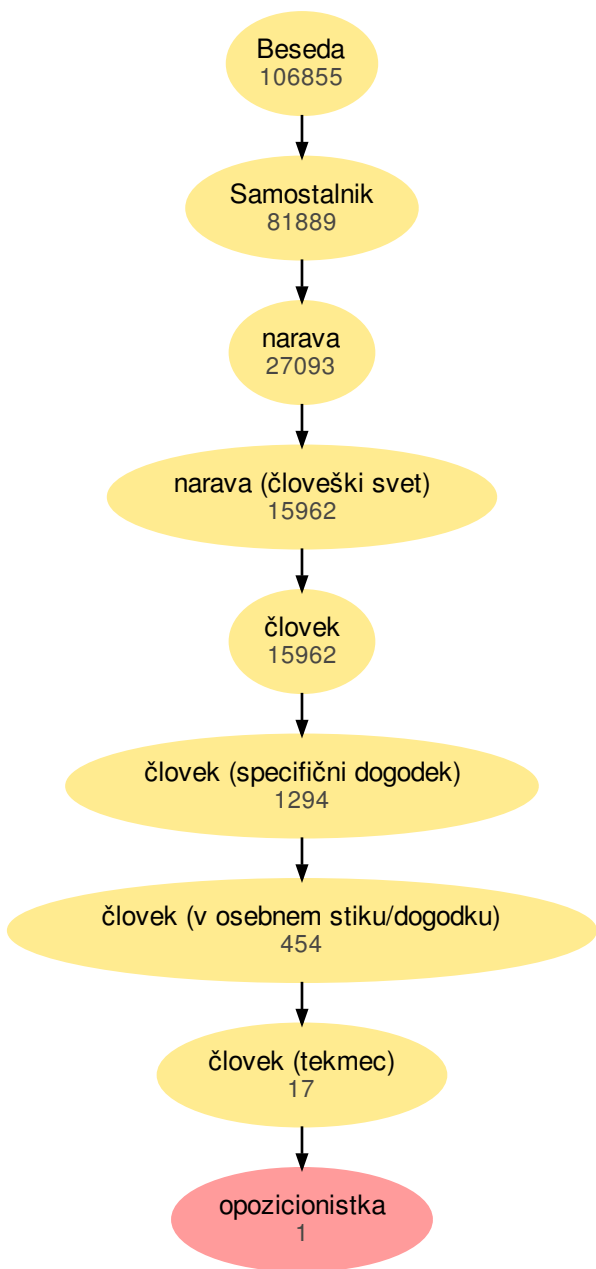 Beseda
106855
Samostalnik
81889
narava
27093
narava (človeški svet)
15962
človek
15962
človek (specifični dogodek)
1294
človek (v osebnem stiku/dogodku)
454
človek (tekmec)
17
opozicionistka
1